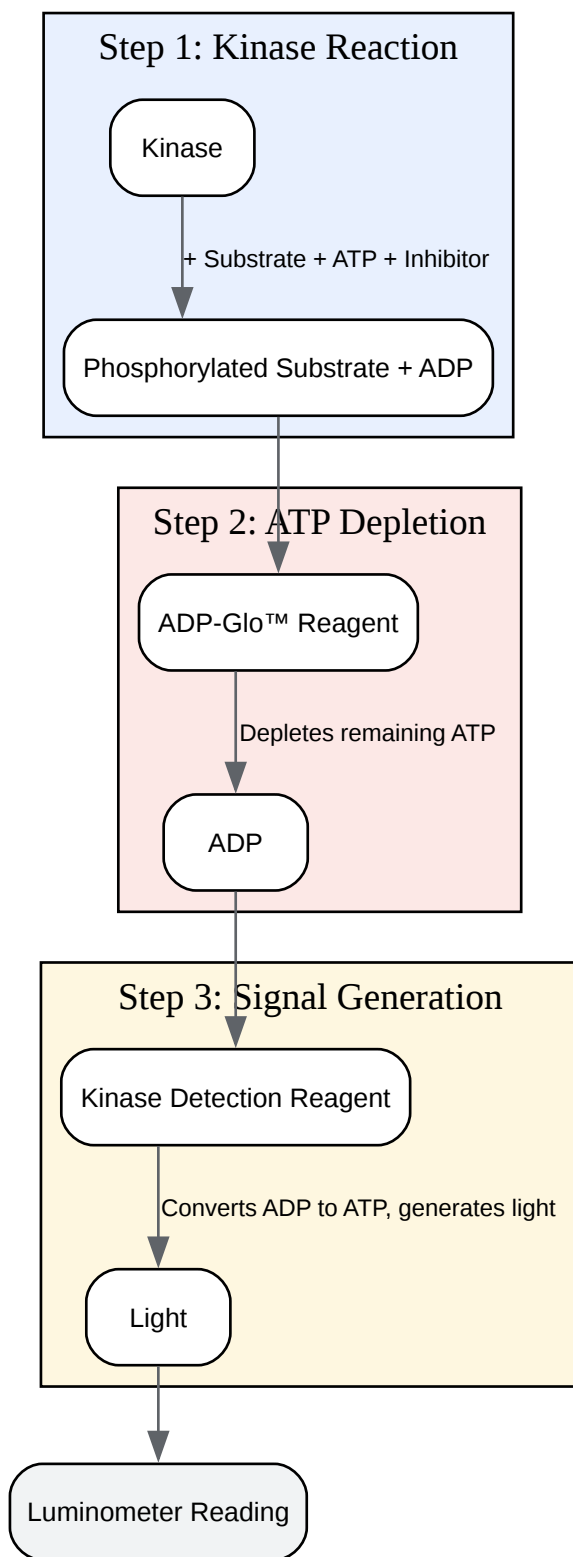 Step 1: Kinase Reaction
Kinase
+ Substrate + ATP + Inhibitor
Phosphorylated Substrate + ADP
Step 2: ATP Depletion
ADP-Glo™ Reagent
Depletes remaining ATP
ADP
Step 3: Signal Generation
Kinase Detection Reagent
Converts ADP to ATP, generates light
Light
Luminometer Reading